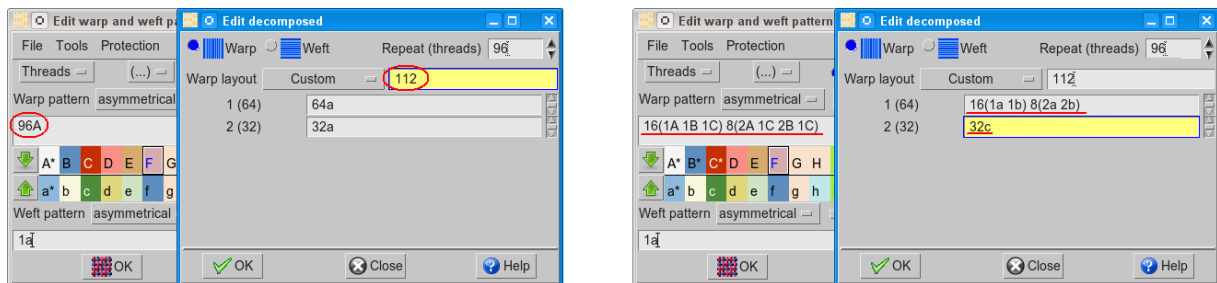 Edit warp and weft pa
File Tools Protection
Threads (...)
Warp pattern asymmetrical
96A
A* B C D E F G
a* b c d e f g
Weft pattern asymmetrical
1a
OK
Edit decomposed
Warp Weft Repeat (threads) 96
Warp layout Custom 112
1 (64) 64a
2 (32) 32a
OK Close Help
Edit warp and weft pattern
File Tools Protection
Threads (...)
Warp pattern asymmetrical
16(1A 1B 1C) 8(2A 1C 2B 1C)
A* B* C* D E F G H
a* b c d e f g h
Weft pattern asymmetrical
1a
OK
Edit decomposed
Warp Weft Repeat (threads) 96
Warp layout Custom 112
1 (64) 16(1a 1b) 8(2a 2b)
2 (32) 32c
OK Close Help